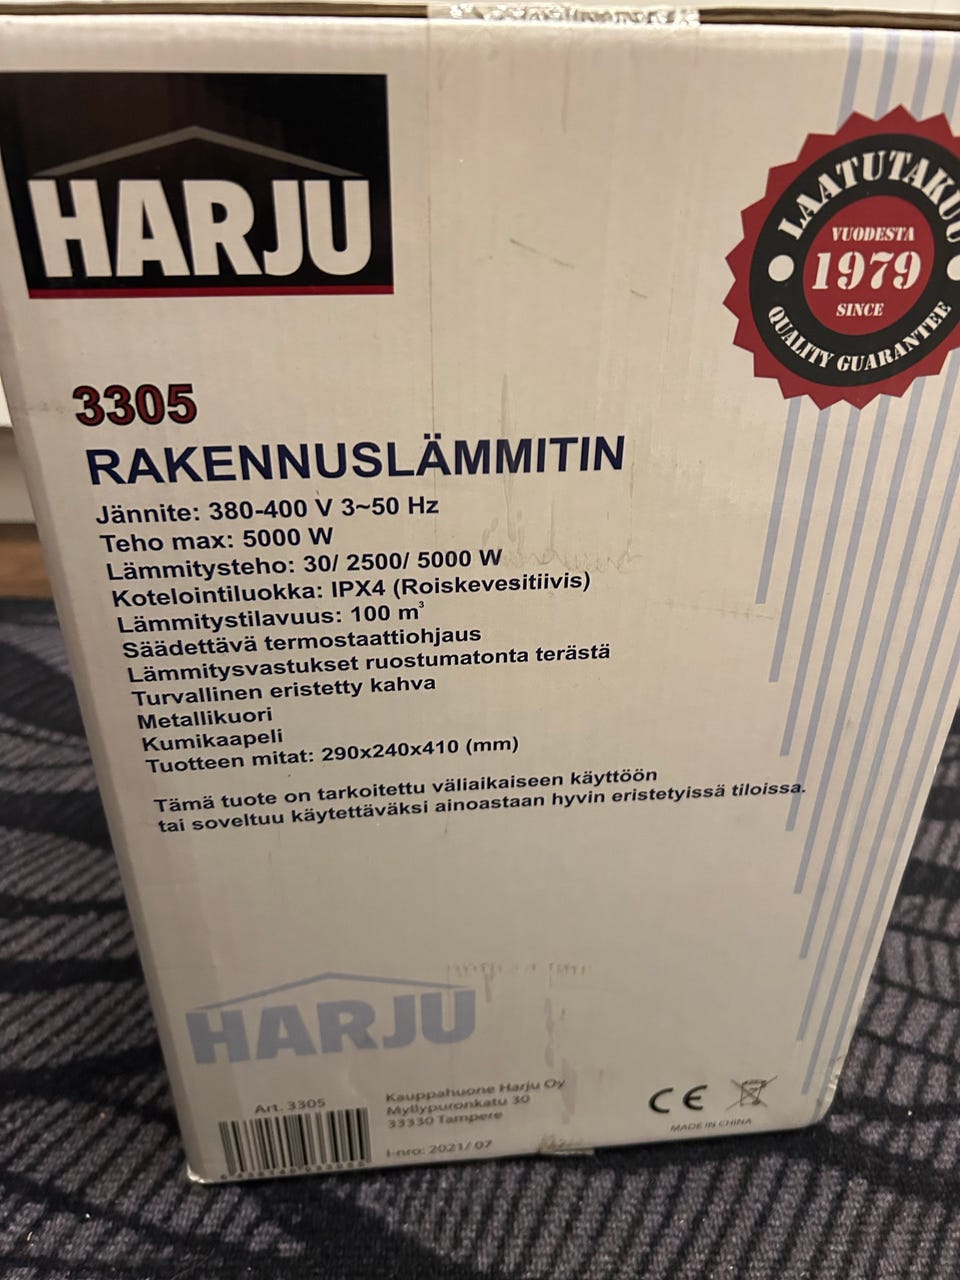 HARJU
LAATUTAKUU
VUODESTA
1979
SINCE
QUALITY GUARANTEE
3305
RAKENNUSLÄMMITIN
Jännite: 380-400 V 3~50 Hz
Teho max: 5000 W
Lämmitysteho: 30/ 2500/ 5000 W
Kotelointiluokka: IPX4 (Roiskevesitiivis)
Lämmitystilavuus: 100 m³
Säädettävä termostaattiohjaus
Lämmitysvastukset ruostumatonta terästä
Turvallinen eristetty kahva
Metallikuori
Kumikaapeli
Tuotteen mitat: 290x240x410 (mm)
Tämä tuote on tarkoitettu väliaikaiseen käyttöön
tai soveltuu käytettäväksi ainoastaan hyvin eristetyissä tiloissa.
HARJU
Art. 3305
Kauppahuone Harju Oy
Myllypuronkatu 30
33330 Tampere
I-nro: 2021/07
CE
MADE IN CHINA